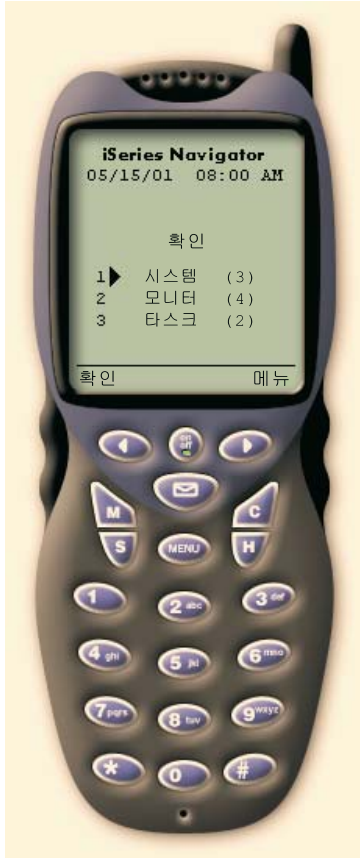 iSeries Navigator
05/15/01 08:00 AM
확인
1 시스템 (3)
2 모니터 (4)
3 타스크 (2)
확인 메뉴
on
off
M C
S MENU H
1 2 abc 3 def
4 ghi 5 jkl 6 mno
7 pqrs 8 tuv 9 wxyz
* 0 #